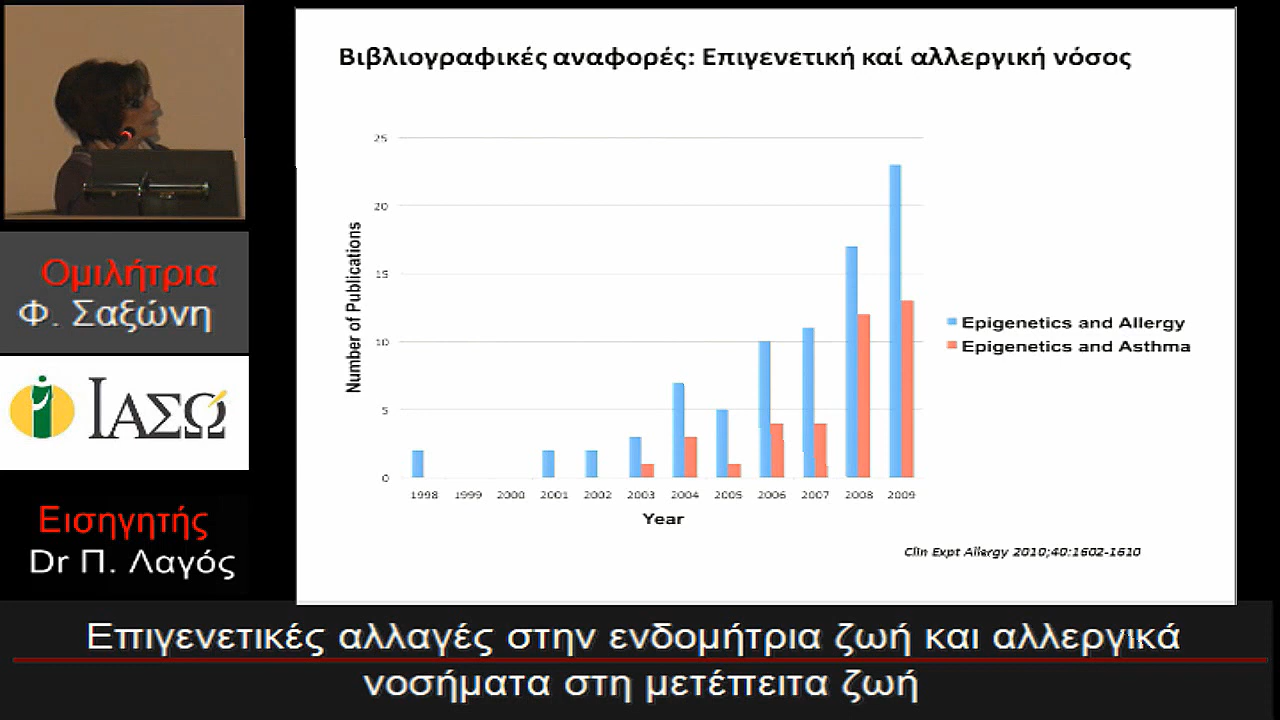 Βιβλιογραφικές αναφορές: Επιγενετική καί αλλεργική νόσος
25
20
15
10
5
0
Number of Publications
1998 1999 2000 2001 2002 2003 2004 2005 2006 2007 2008 2009
Year
Epigenetics and Allergy
Epigenetics and Asthma
Clin Expt Allergy 2010;40:1602-1610
Ομιλήτρια
Φ. Σαξώνη
ΙΑΣΩ
Εισηγητής
Dr Π. Λαγός
Επιγενετικές αλλαγές στην ενδομήτρια ζωή και αλλεργικά
νοσήματα στη μετέπειτα ζωή